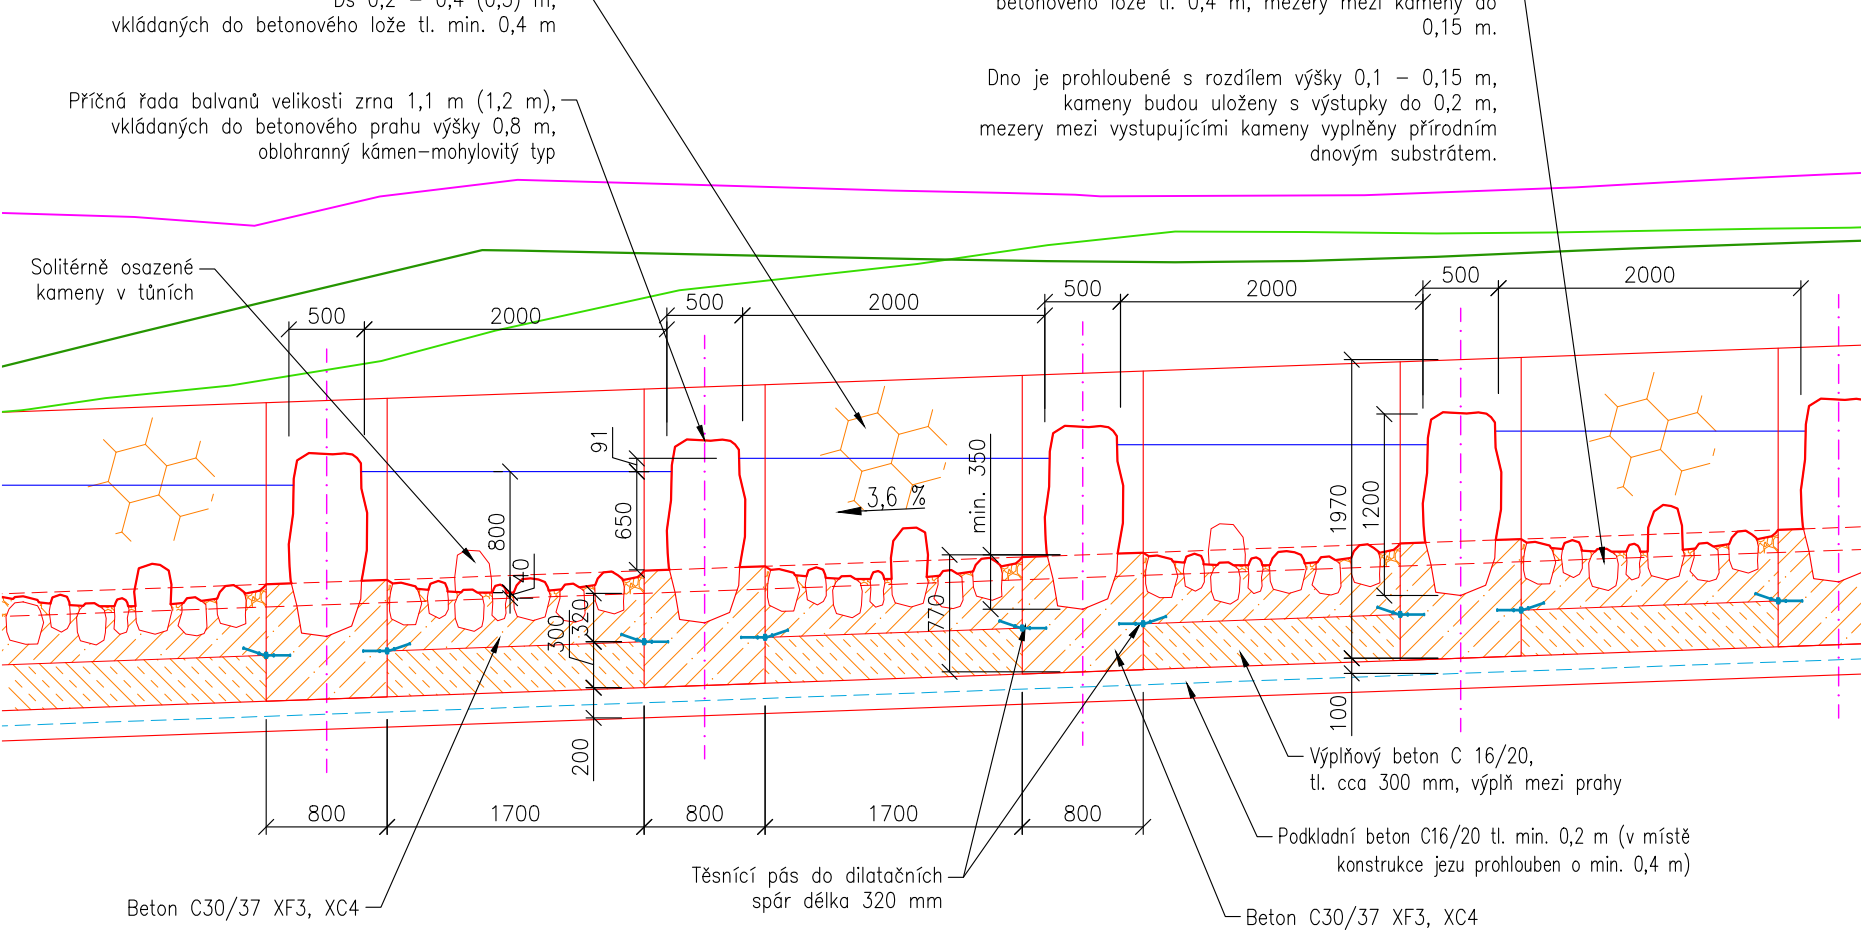 Ds 0,2 – 0,4 (0,5) m,
vkládaných do betonového lože tl. min. 0,4 m
betonového lože tl. 0,4 m, mezery mezi kameny do
0,15 m.
Dno je prohloubené s rozdílem výšky 0,1 – 0,15 m,
kameny budou uloženy s výstupky do 0,2 m,
mezery mezi vystupujícími kameny vyplněny přírodním
dnovým substrátem.
Příčná řada balvanů velikosti zrna 1,1 m (1,2 m),
vkládaných do betonového prahu výšky 0,8 m,
oblohranný kámen–mohylovitý typ
Solitérně osazené
kameny v tůních
500
2000
500
2000
500
2000
500
2000
91
650
800
40
320
300
200
3,6 %
min. 350
770
1970
1200
100
800
1700
800
1700
800
Výplňový beton C 16/20,
tl. cca 300 mm, výplň mezi prahy
Podkladní beton C16/20 tl. min. 0,2 m (v místě
konstrukce jezu prohlouben o min. 0,4 m)
Těsnící pás do dilatačních
spár délka 320 mm
Beton C30/37 XF3, XC4
Beton C30/37 XF3, XC4